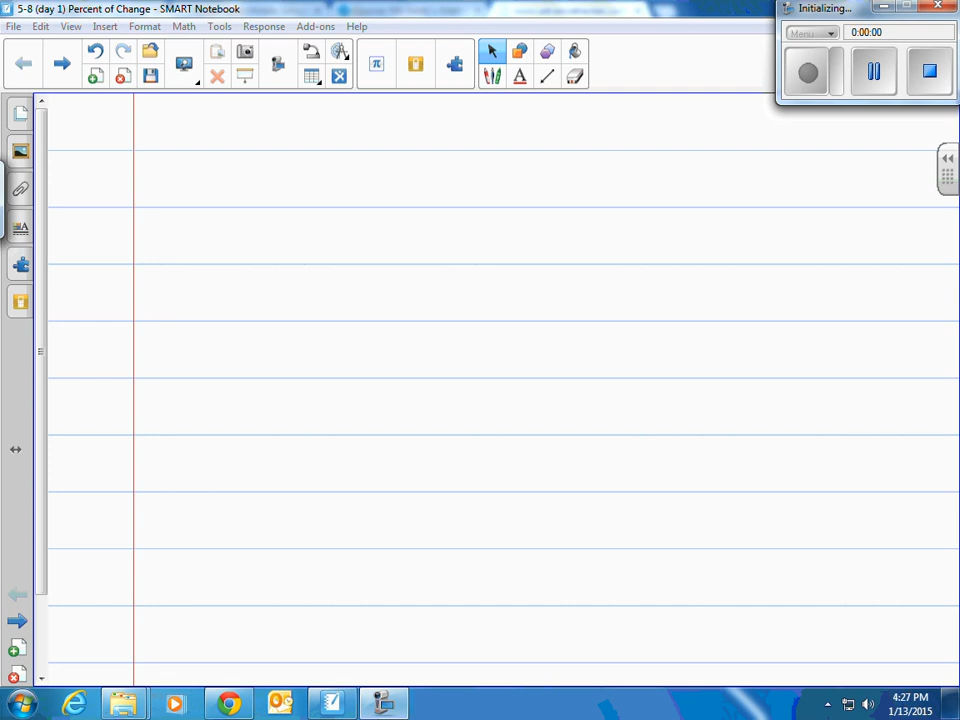 5-8 (day 1) Percent of Change - SMART Notebook
Initializing...
File Edit View Insert Format Math Tools Response Add-ons Help
Menu 0:00:00
4:27 PM
1/13/2015